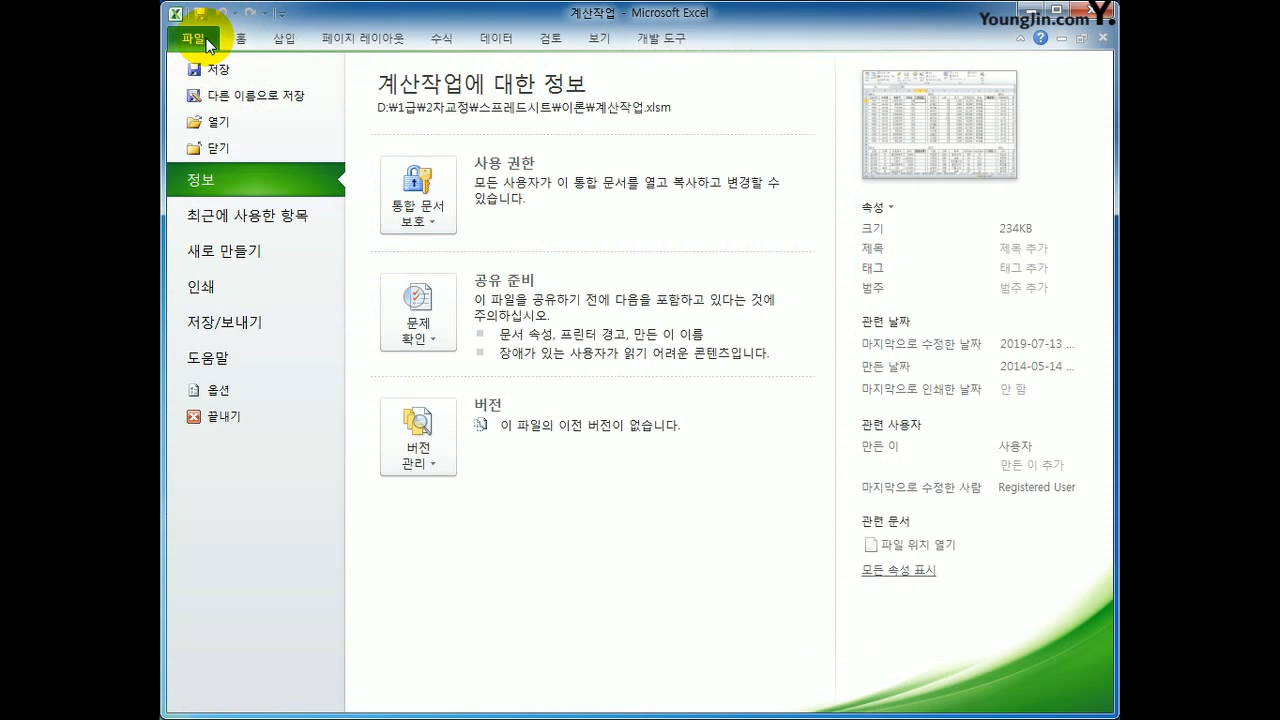 계산작업 - Microsoft Excel
YoungJin.com Y.
파일 홈 삽입 페이지 레이아웃 수식 데이터 검토 보기 개발 도구
저장
다른 이름으로 저장
열기
닫기
정보
최근에 사용한 항목
새로 만들기
인쇄
저장/보내기
도움말
옵션
끝내기
계산작업에 대한 정보
D:₩1급₩2차교정₩스프레드시트₩이론₩계산작업.xlsm
통합 문서
보호
사용 권한
모든 사용자가 이 통합 문서를 열고 복사하고 변경할 수
있습니다.
문제
확인
공유 준비
이 파일을 공유하기 전에 다음을 포함하고 있다는 것에
주의하십시오.
문서 속성, 프린터 경고, 만든 이 이름
장애가 있는 사용자가 읽기 어려운 콘텐츠입니다.
버전
관리
버전
이 파일의 이전 버전이 없습니다.
속성
크기 234KB
제목 제목 추가
태그 태그 추가
범주 범주 추가
관련 날짜
마지막으로 수정한 날짜 2019-07-13 ...
만든 날짜 2014-05-14 ...
마지막으로 인쇄한 날짜 안 함
관련 사용자
만든 이 사용자
만든 이 추가
마지막으로 수정한 사람 Registered User
관련 문서
파일 위치 열기
모든 속성 표시